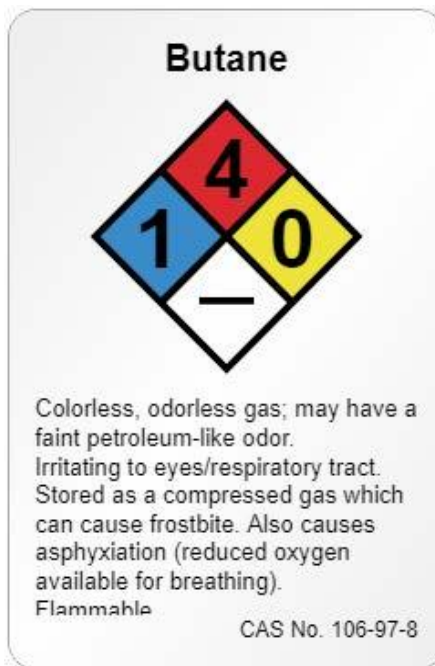 Butane
4
1 0
—
Colorless, odorless gas; may have a
faint petroleum-like odor.
Irritating to eyes/respiratory tract.
Stored as a compressed gas which
can cause frostbite. Also causes
asphyxiation (reduced oxygen
available for breathing).
Flammable
CAS No. 106-97-8